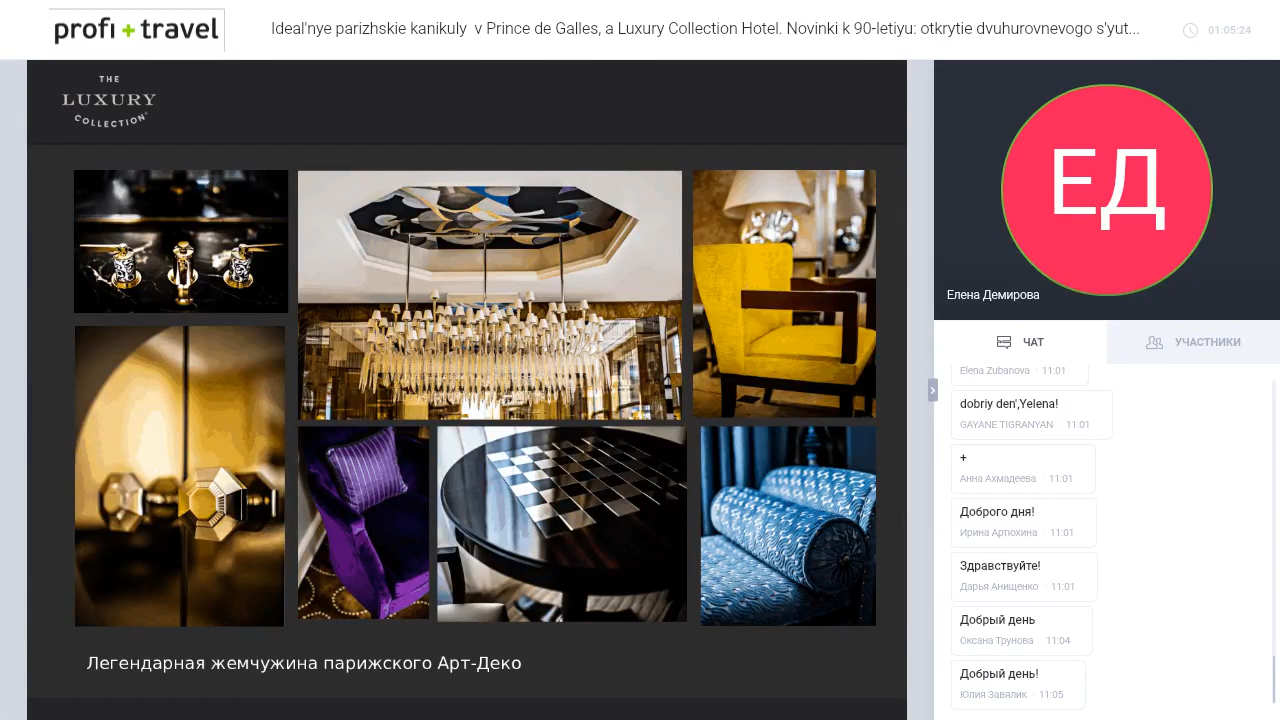 profi+travel
Ideal'nye parizhskie kanikuly v Prince de Galles, a Luxury Collection Hotel. Novinki k 90-letiyu: otkrytie dvuhurovnevogo s'yut...
01:05:24
THE
LUXURY
COLLECTION
Легендарная жемчужина парижского Арт-Деко
ЕД
Елена Демирова
ЧАТ
УЧАСТНИКИ
Elena Zubanova 11:01
dobriy den',Yelena!
GAYANE TIGRANYAN 11:01
+
Анна Ахмадеева 11:01
Доброго дня!
Ирина Артюхина 11:01
Здравствуйте!
Дарья Анищенко 11:01
Добрый день
Оксана Трунова 11:04
Добрый день!
Юлия Завялик 11:05